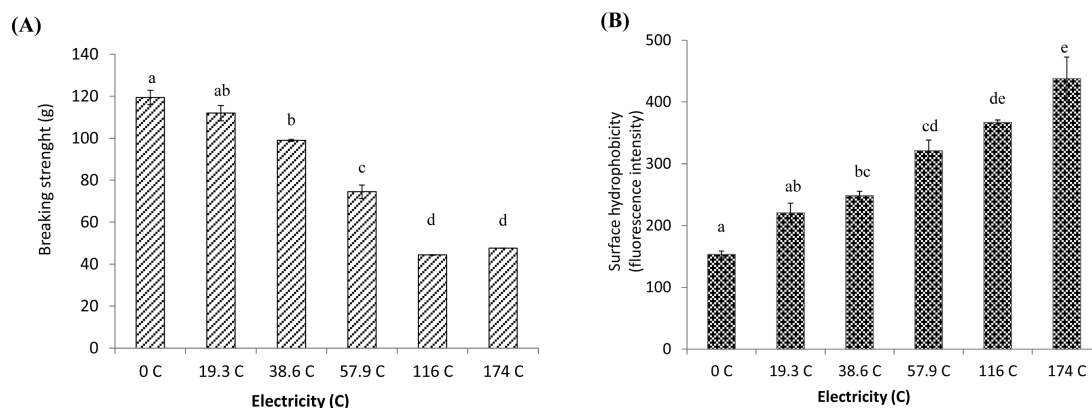 (A)
Breaking strenght (g)
140
120
100
80
60
40
20
0
a
ab
b
c
d
d
0 C 19.3 C 38.6 C 57.9 C 116 C 174 C
Electricity (C)
(B)
Surface hydrophobicity
(fluorescence intensity)
500
400
300
200
100
0
a
ab
bc
cd
de
e
0 C 19.3 C 38.6 C 57.9 C 116 C 174 C
Electricity (C)